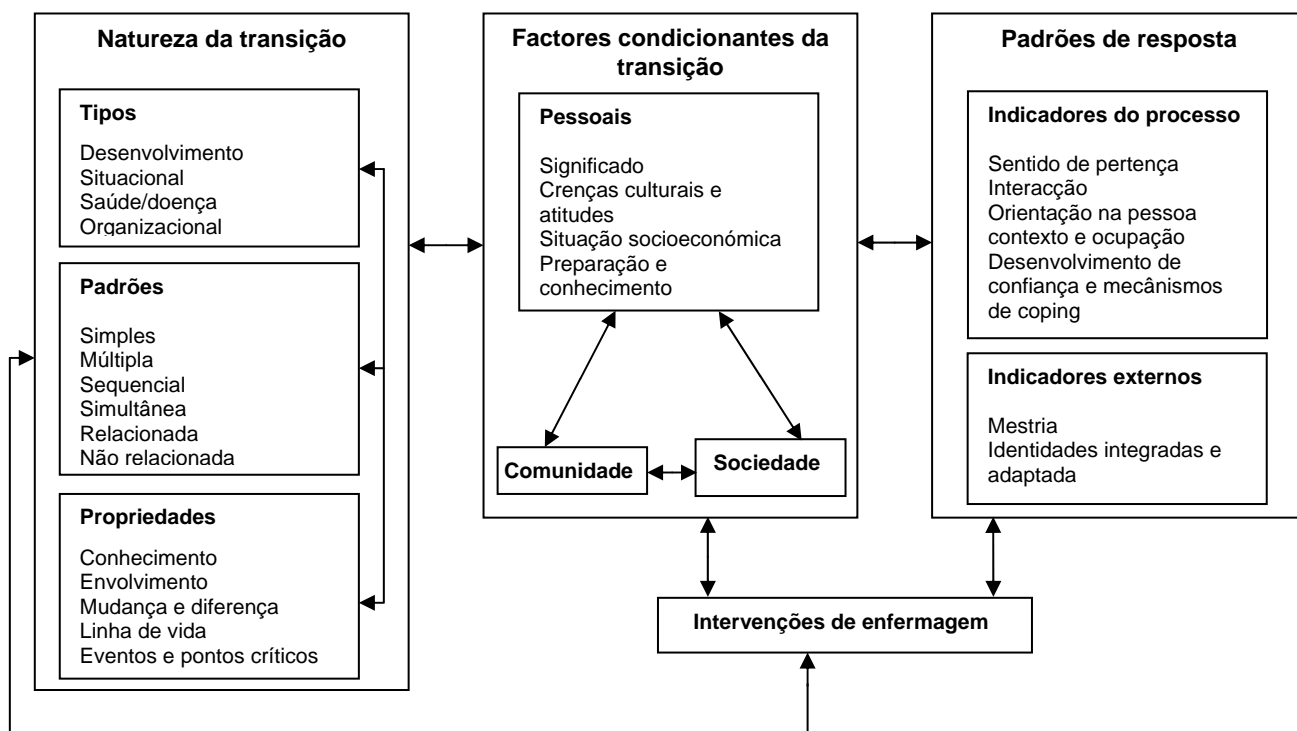 Natureza da transição
Tipos
Desenvolvimento
Situacional
Saúde/doença
Organizacional
Padrões
Simples
Múltipla
Sequencial
Simultânea
Relacionada
Não relacionada
Propriedades
Conhecimento
Envolvimento
Mudança e diferença
Linha de vida
Eventos e pontos críticos
Factores condicionantes da
transição
Pessoais
Significado
Crenças culturais e
atitudes
Situação socioeconómica
Preparação e
conhecimento
Comunidade
Sociedade
Padrões de resposta
Indicadores do processo
Sentido de pertença
Interacção
Orientação na pessoa
contexto e ocupação
Desenvolvimento de
confiança e mecânismos
de coping
Indicadores externos
Mestria
Identidades integradas e
adaptada
Intervenções de enfermagem